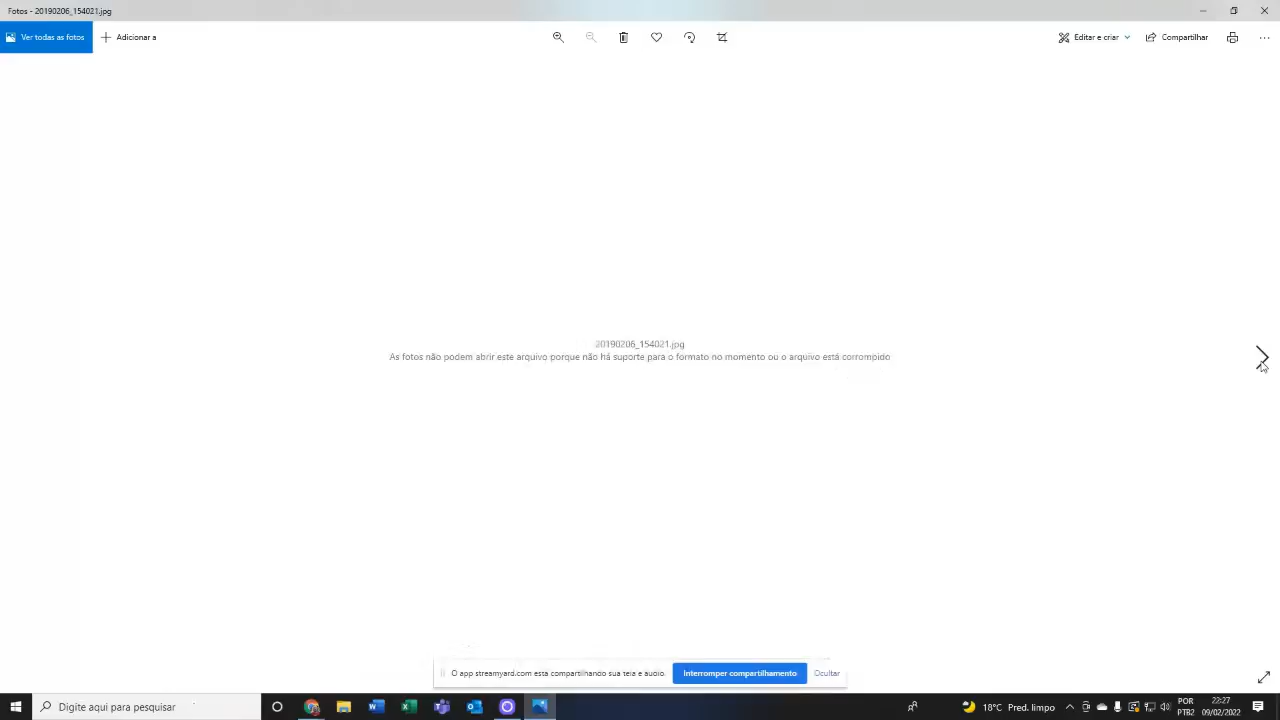 Fotos - 20190206_154021.jpg
Ver todas as fotos
Adicionar a
Editar e criar
Compartilhar
20190206_154021.jpg
As fotos não podem abrir este arquivo porque não há suporte para o formato no momento ou o arquivo está corrompido
O app streamyard.com está compartilhando sua tela e áudio.
Interromper compartilhamento
Ocultar
Digite aqui para pesquisar
18°C Pred. limpo
POR
PTB2
22:27
09/02/2022